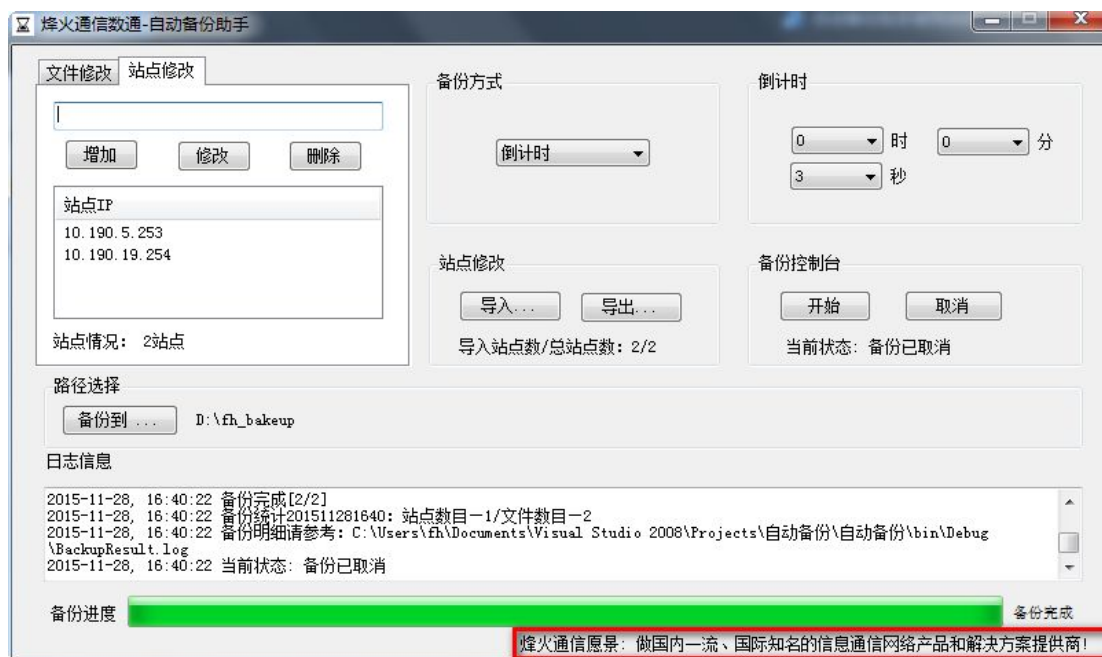 烽火通信数通-自动备份助手
文件修改 站点修改
备份方式
倒计时
增加 修改 删除
倒计时
0 时 0 分
3 秒
站点IP
10.190.5.253
10.190.19.254
站点情况: 2站点
站点修改
导入... 导出...
导入站点数/总站点数: 2/2
备份控制台
开始 取消
当前状态: 备份已取消
路径选择
备份到 ... D:\fh_bakeup
日志信息
2015-11-28, 16:40:22 备份完成[2/2]
2015-11-28, 16:40:22 备份统计201511281640: 站点数目—1/文件数目—2
2015-11-28, 16:40:22 备份明细请参考: C:\Users\fh\Documents\Visual Studio 2008\Projects\自动备份\自动备份\bin\Debug
\BackupResult.log
2015-11-28, 16:40:22 当前状态: 备份已取消
备份进度 备份完成
烽火通信愿景: 做国内一流、国际知名的信息通信网络产品和解决方案提供商!